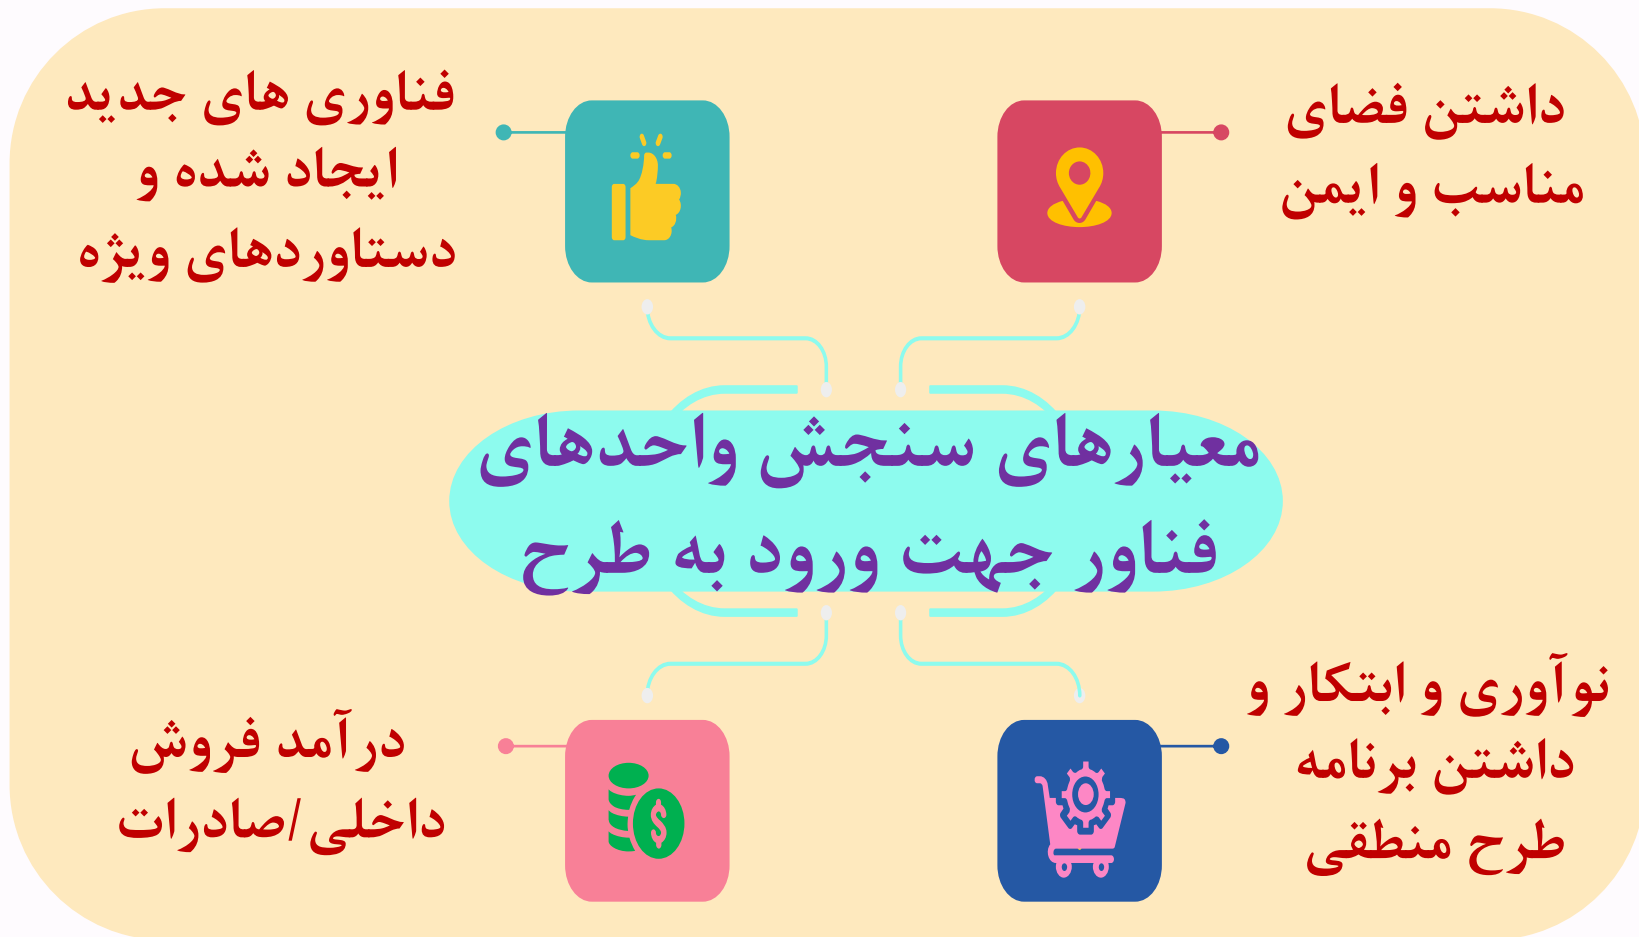 داشتن فضای
مناسب و ایمن
فناوری های جدید
ایجاد شده و
دستاوردهای ویژه
معیارهای سنجش واحدهای
فناور جهت ورود به طرح
نوآوری و ابتکار و
داشتن برنامه
طرح منطقی
درآمد فروش
داخلی/صادرات